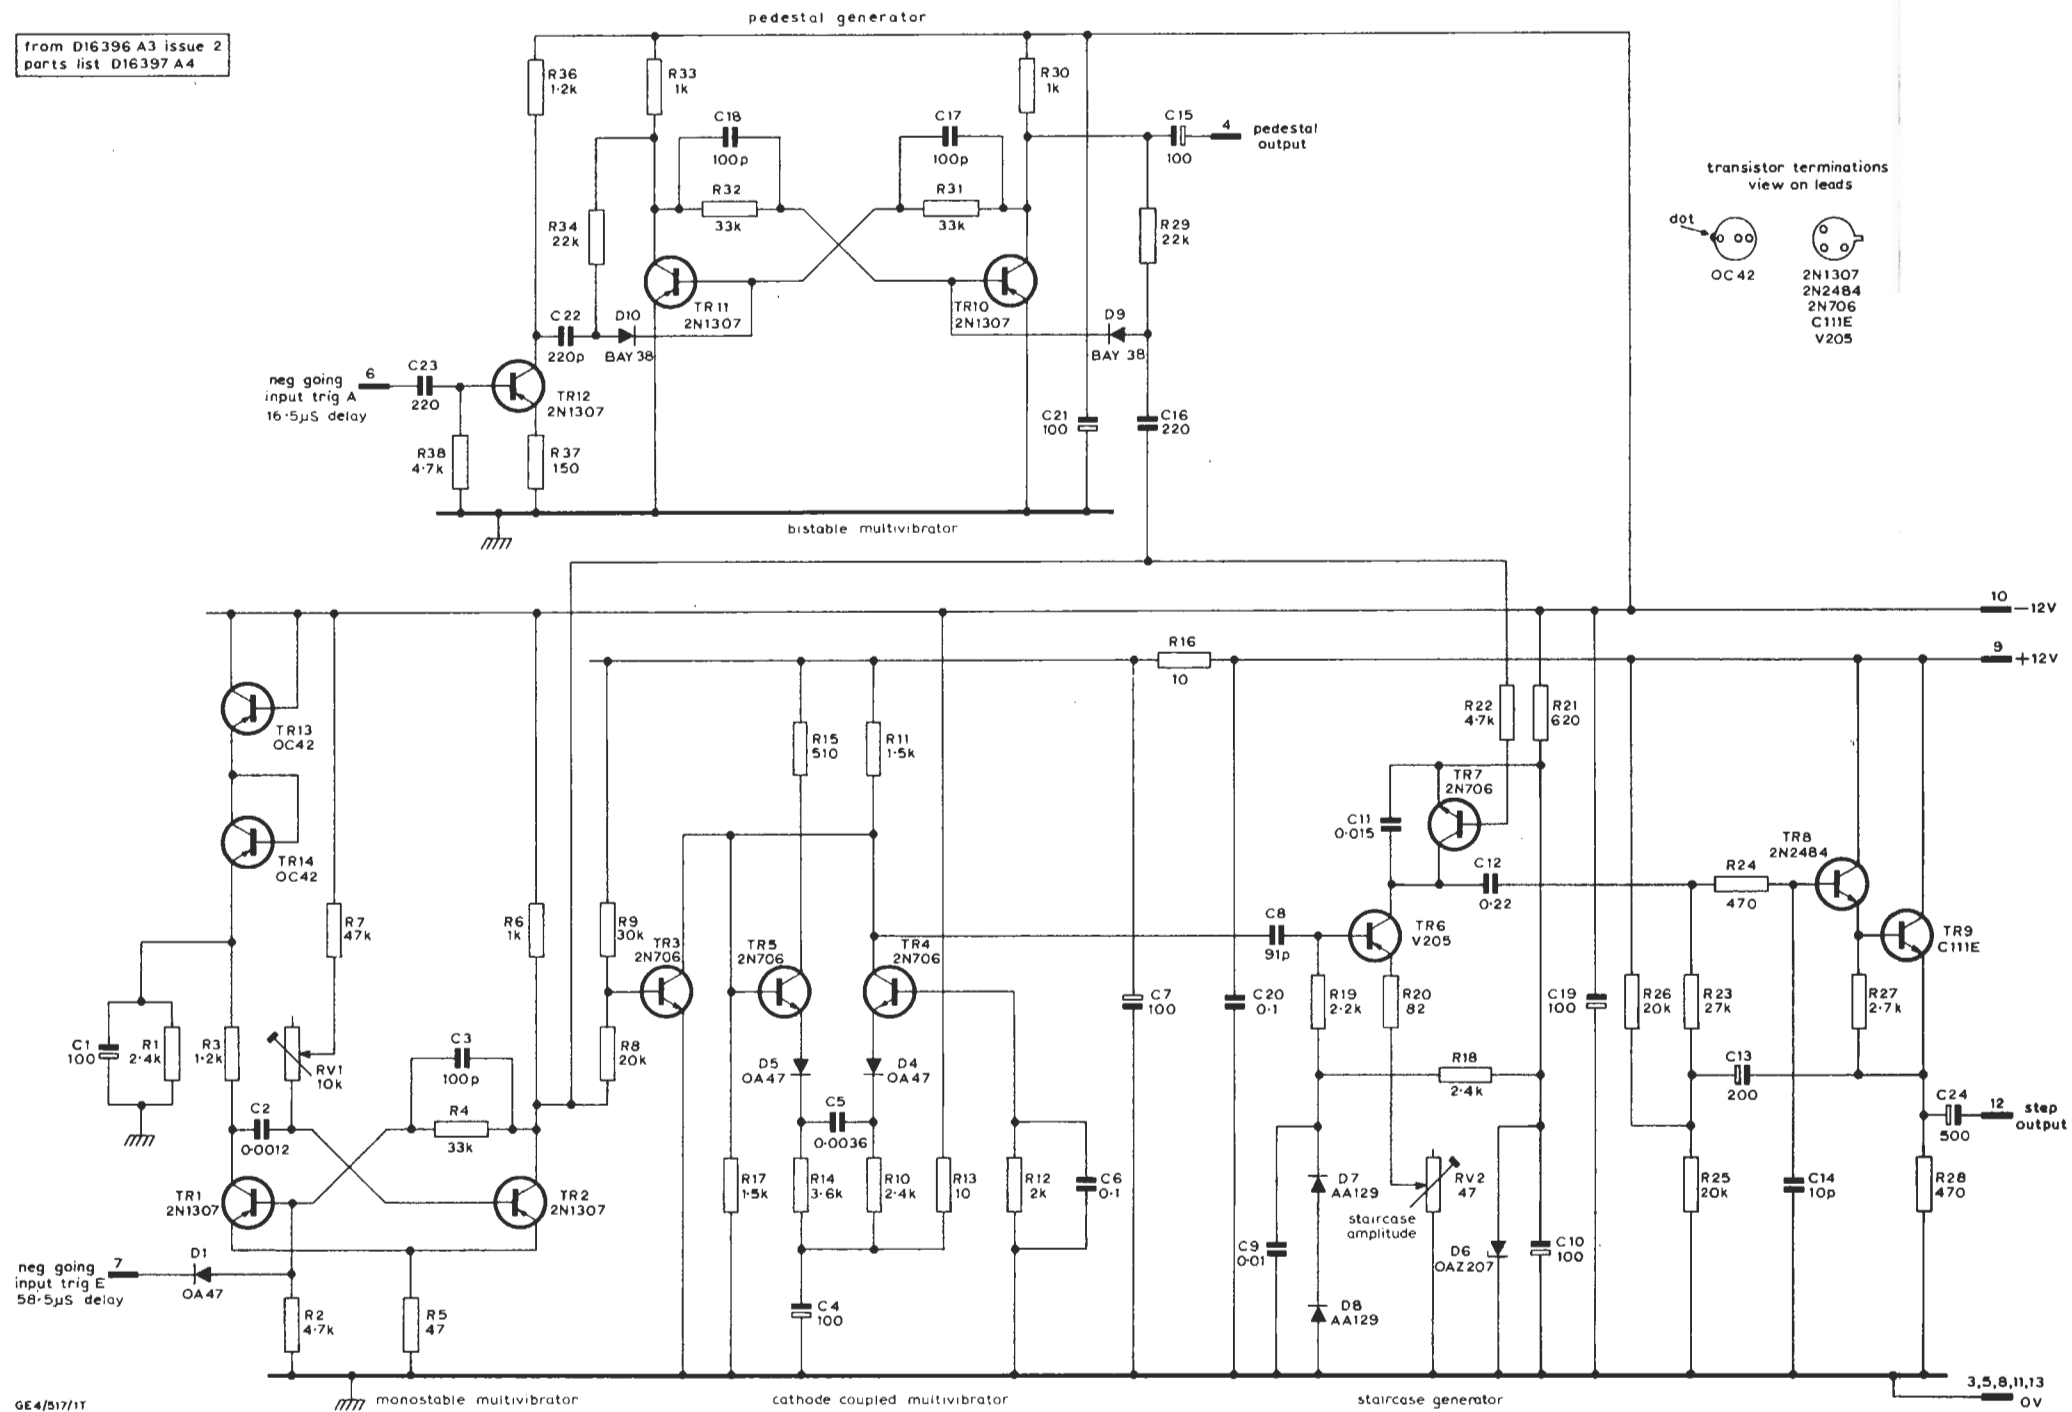 pedestal generator
from D16396 A3 issue 2
parts list D16397 A4
R36
1·2k
R33
1k
R30
1k
C18
100p
C17
100p
C15
100
4
pedestal
output
R32
33k
R31
33k
R34
22k
R29
22k
transistor terminations
view on leads
dot
OC42
2N1307
2N2484
2N706
C111E
V205
TR11
2N1307
TR10
2N1307
C22
220p
D10
BAY 38
D9
BAY 38
neg going
input trig A
16·5µS delay
6
C23
220
TR12
2N1307
C21
100
C16
220
R38
4·7k
R37
150
bistable multivibrator
10
−12V
9
+12V
R16
10
TR13
OC42
R15
510
R11
1·5k
R22
4·7k
R21
620
TR7
2N706
C11
0·015
TR14
OC42
C12
0·22
R24
470
TR8
2N2484
R7
47k
R6
1k
R9
30k
TR3
2N706
TR5
2N706
TR4
2N706
C8
91p
TR6
V205
TR9
C111E
C7
100
C20
0·1
R19
2·2k
R20
82
C19
100
R26
20k
R23
27k
R27
2·7k
C1
100
R1
2·4k
R3
1·2k
RV1
10k
C3
100p
R8
20k
D5
OA47
D4
OA47
R18
2·4k
C13
200
C2
0·0012
R4
33k
C5
0·0036
C24
500
12
step
output
TR1
2N1307
TR2
2N1307
R17
1·5k
R14
3·6k
R10
2·4k
R13
10
R12
2k
C6
0·1
D7
AA129
RV2
47
staircase
amplitude
R25
20k
C14
10p
R28
470
neg going
input trig E
58·5µS delay
7
D1
OA47
C9
0·01
D6
OAZ207
C10
100
R2
4·7k
R5
47
C4
100
D8
AA129
GE4/517/1T
monostable multivibrator
cathode coupled multivibrator
staircase generator
3,5,8,11,13
0V